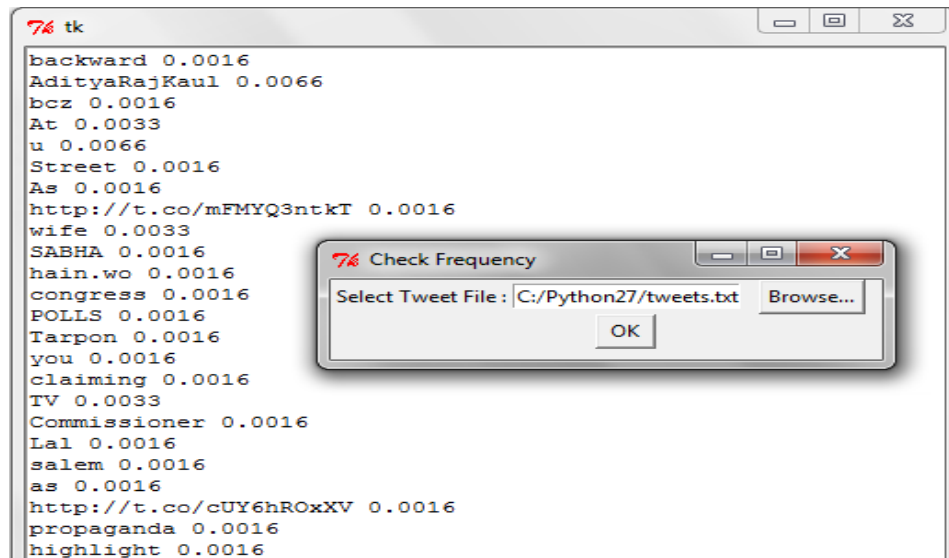 tk
backward 0.0016
AdityaRajKaul 0.0066
bcz 0.0016
At 0.0033
u 0.0066
Street 0.0016
As 0.0016
http://t.co/mFMYQ3ntkT 0.0016
wife 0.0033
SABHA 0.0016
hain.wo 0.0016
congress 0.0016
POLLS 0.0016
Tarpon 0.0016
you 0.0016
claiming 0.0016
TV 0.0033
Commissioner 0.0016
Lal 0.0016
salem 0.0016
as 0.0016
http://t.co/cUY6hROxXV 0.0016
propaganda 0.0016
highlight 0.0016
Check Frequency
Select Tweet File : C:/Python27/tweets.txt Browse...
OK